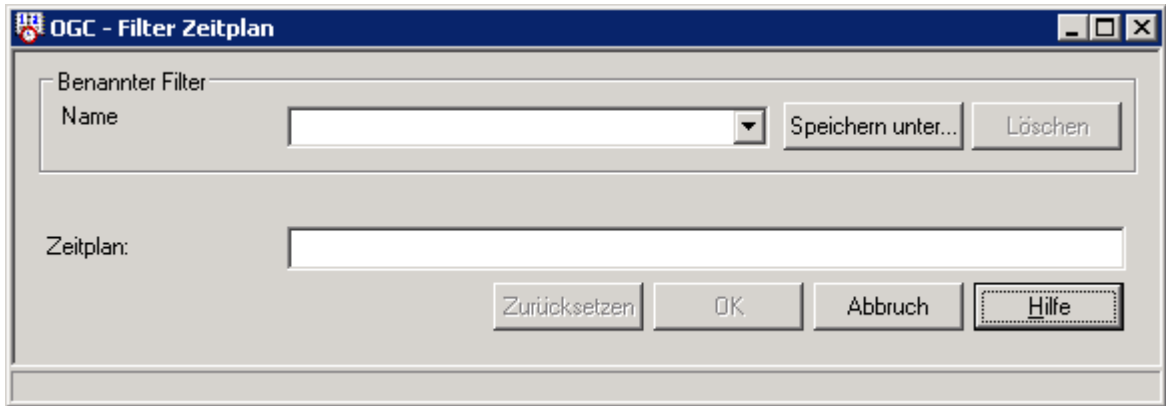 OGC - Filter Zeitplan
Benannter Filter
Name
Speichern unter... Löschen
Zeitplan:
Zurücksetzen OK Abbruch Hilfe